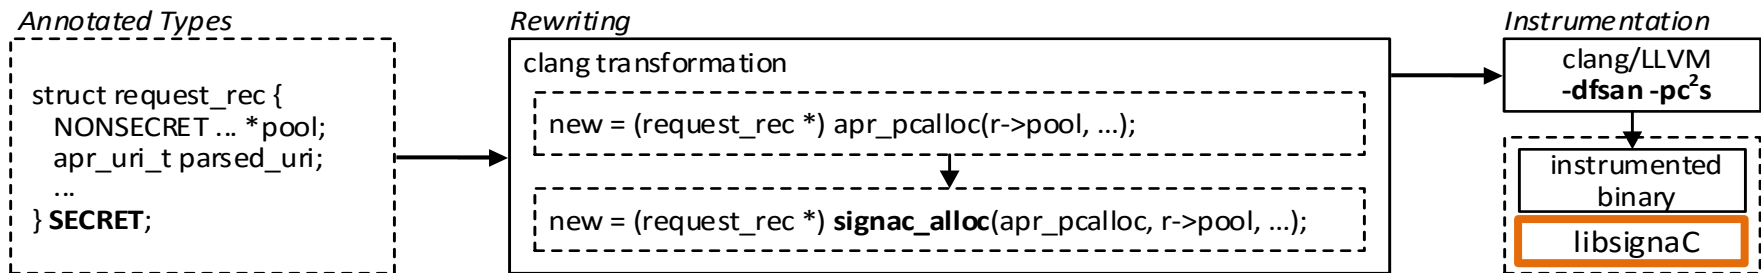 Annotated Types
struct request_rec {
NONSECRET ... *pool;
apr_uri_t parsed_uri;
...
} SECRET;
Rewriting
clang transformation
new = (request_rec *) apr_pcalloc(r->pool, ...);
new = (request_rec *) signac_alloc(apr_pcalloc, r->pool, ...);
Instrumentation
clang/LLVM
-dfsan -pc²s
instrumented
binary
libsignaC